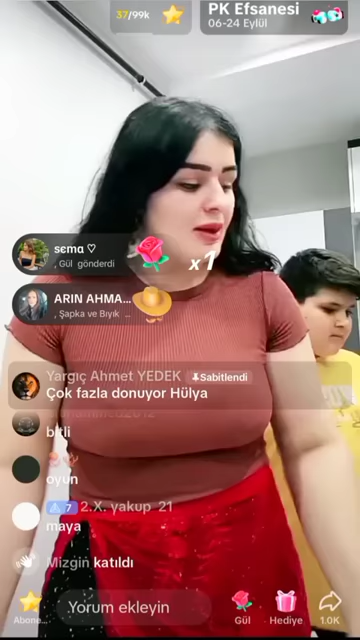 37/99k
PK Efsanesi
06-24 Eylül
sema ♡
, Gül gönderdi
x1
ARIN AHMA...
, Şapka ve Bıyık ..
Yargıç Ahmet YEDEK Sabitlendi
Çok fazla donuyor Hülya
bitli
oyun
7 2.X. yakup 21
maya
Mizgin katıldı
Abone...
Yorum ekleyin
Gül
Hediye
1.0K